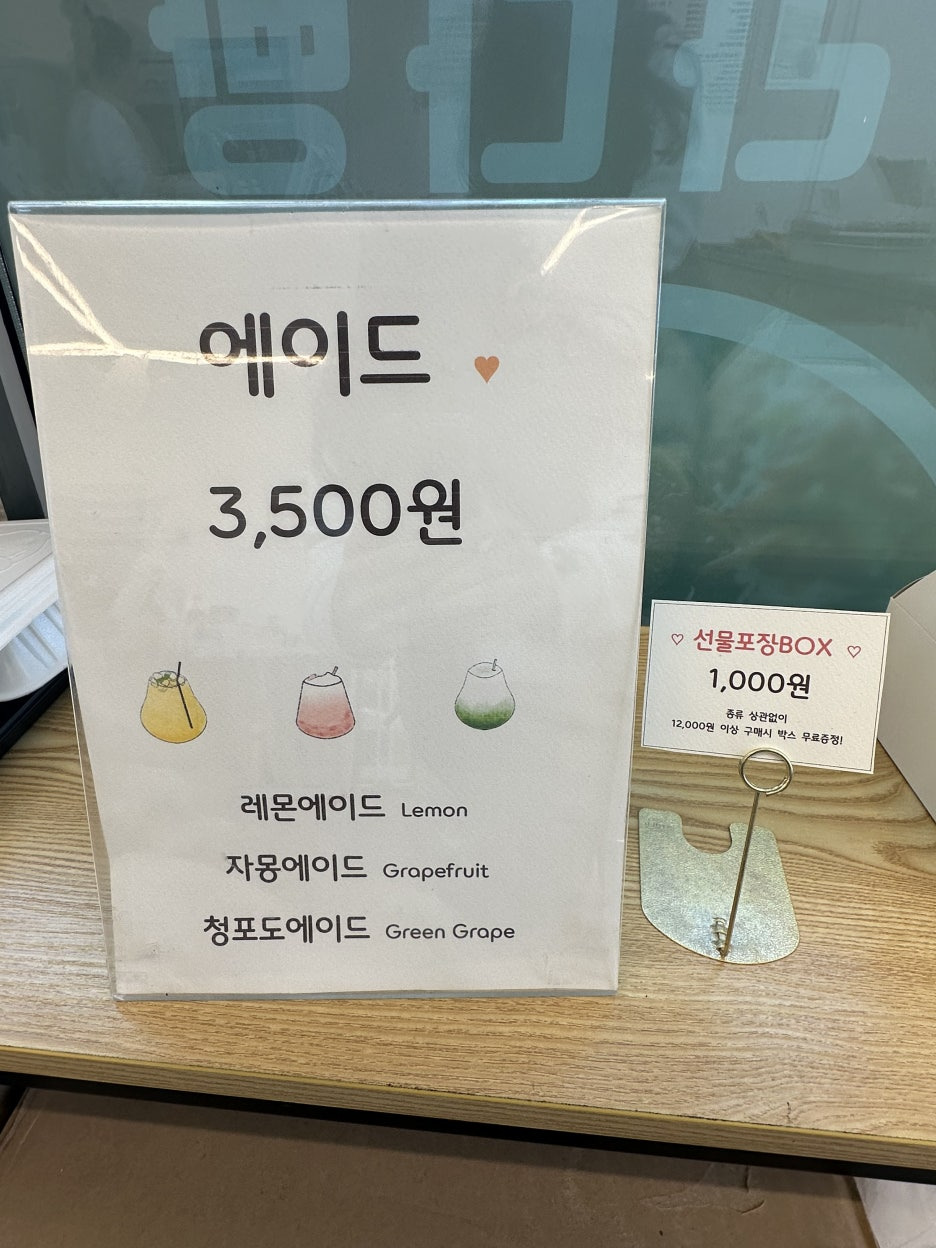 에이드
3,500원
레몬에이드 Lemon
자몽에이드 Grapefruit
청포도에이드 Green Grape
♡ 선물포장BOX ♡
1,000원
종류 상관없이
12,000원 이상 구매시 박스 무료증정!